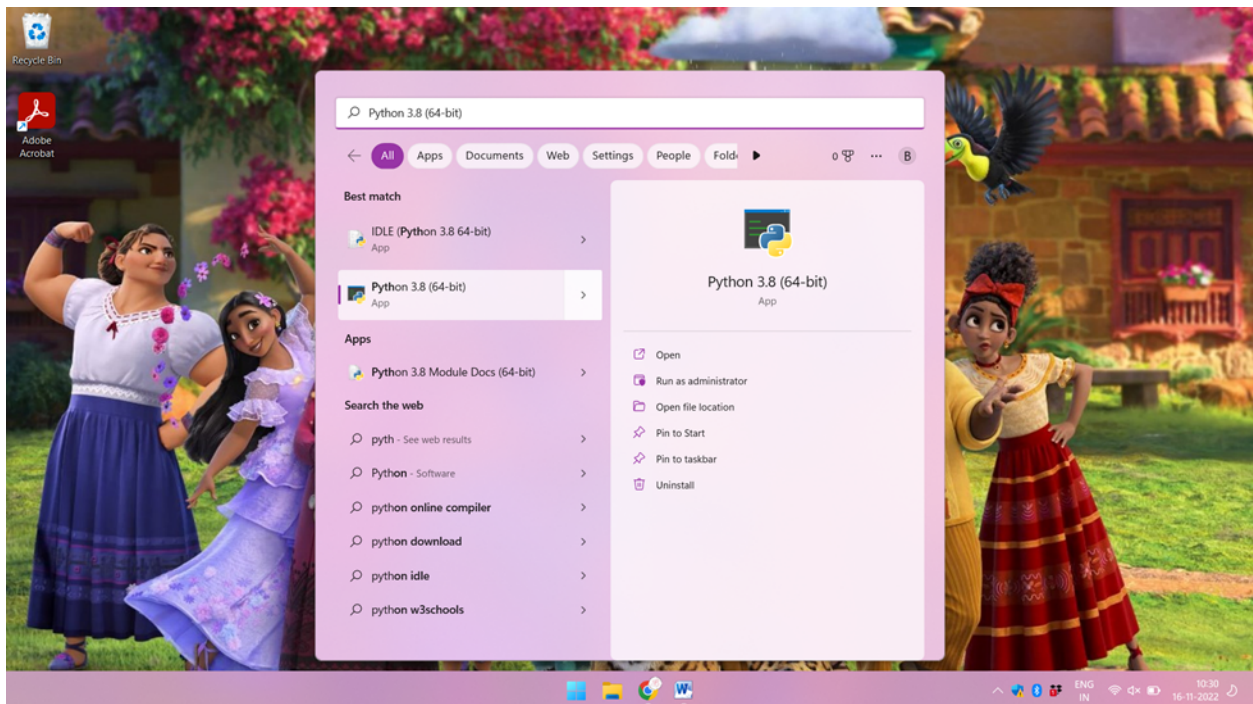 Recycle Bin
Adobe
Acrobat
Python 3.8 (64-bit)
All Apps Documents Web Settings People Fold
0 ... B
Best match
IDLE (Python 3.8 64-bit)
App
Python 3.8 (64-bit)
App
Apps
Python 3.8 Module Docs (64-bit)
Search the web
pyth - See web results
Python - Software
python online compiler
python download
python idle
python w3schools
Python 3.8 (64-bit)
App
Open
Run as administrator
Open file location
Pin to Start
Pin to taskbar
Uninstall
ENG
IN
10:30
16-11-2022